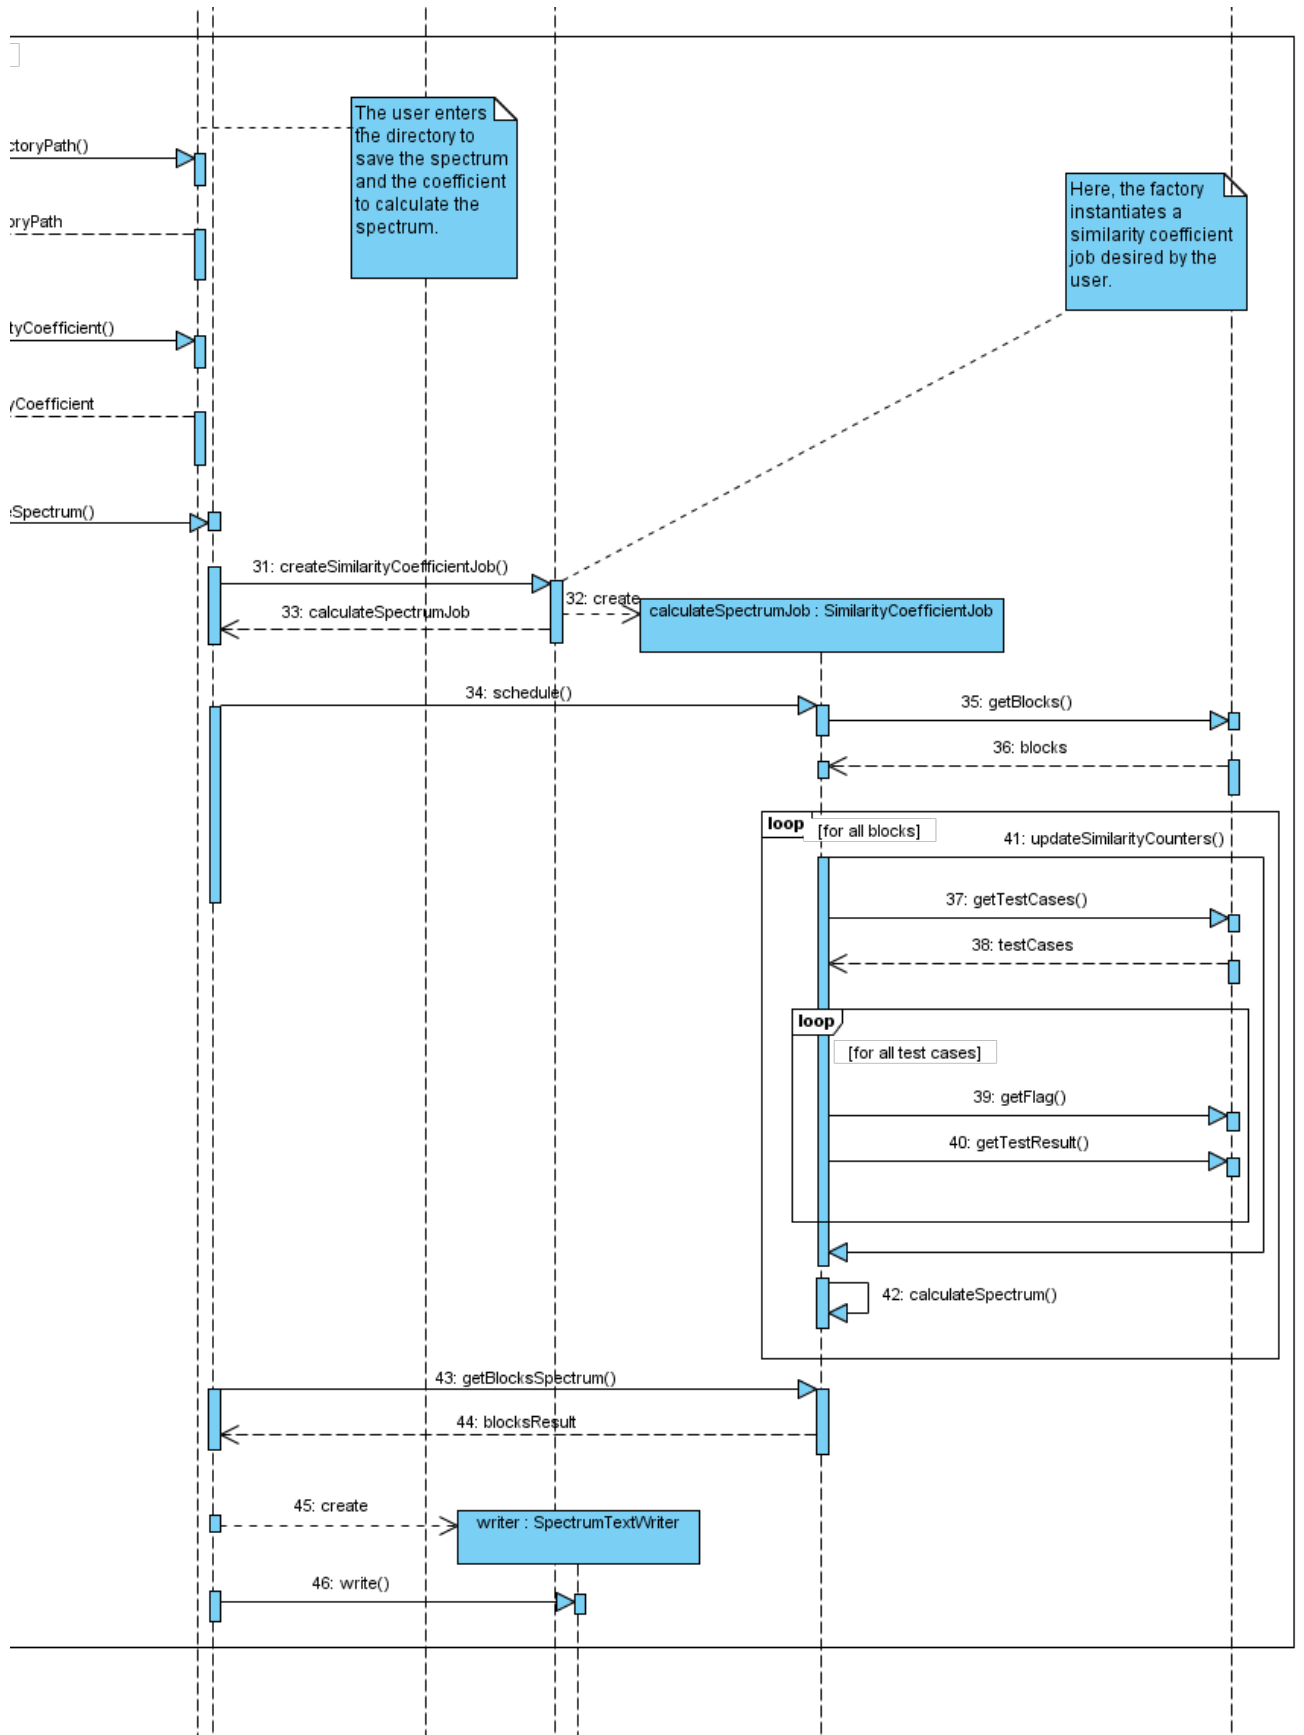 The user enters
the directory to
save the spectrum
and the coefficient
to calculate the
spectrum.
ctoryPath()
Here, the factory
instantiates a
similarity coefficient
job desired by the
user.
oryPath
tyCoefficient()
yCoefficient
eSpectrum()
31: createSimilarityCoefficientJob()
32: create
33: calculateSpectrumJob
calculateSpectrumJob : SimilarityCoefficientJob
34: schedule()
35: getBlocks()
36: blocks
loop
[for all blocks]
41: updateSimilarityCounters()
37: getTestCases()
38: testCases
loop
[for all test cases]
39: getFlag()
40: getTestResult()
42: calculateSpectrum()
43: getBlocksSpectrum()
44: blocksResult
45: create
writer : SpectrumTextWriter
46: write()